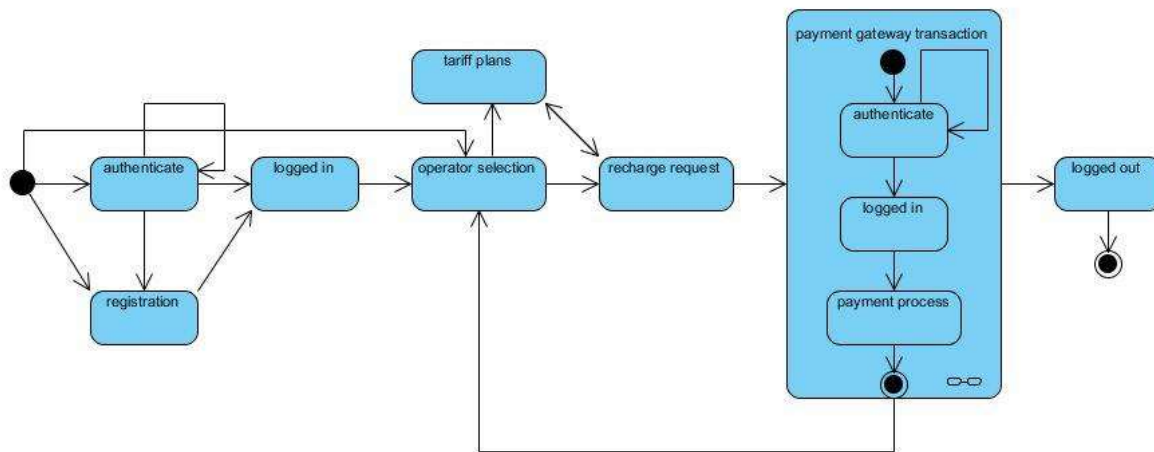 payment gateway transaction
tariff plans
authenticate
authenticate
logged in
operator selection
recharge request
logged out
logged in
registration
payment process